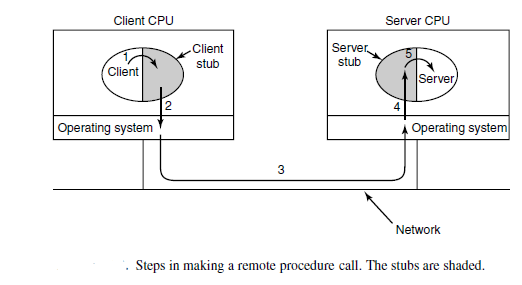 Client CPU
Server CPU
1
Client
Client
stub
2
Operating system
Server
stub
5
Server
4
Operating system
3
Network
. Steps in making a remote procedure call. The stubs are shaded.